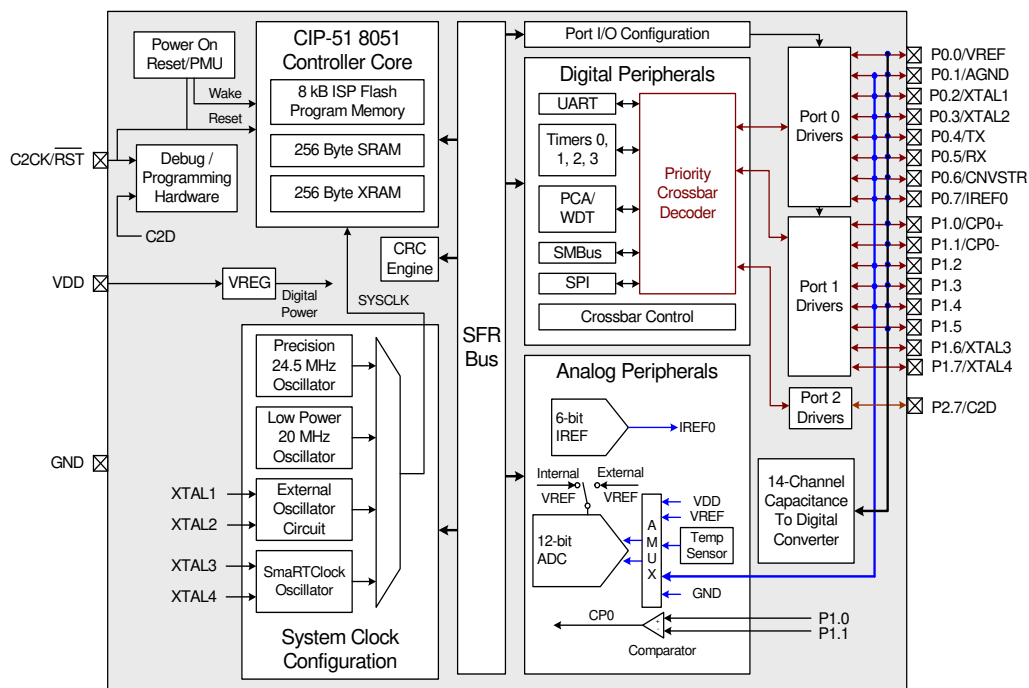 Power On
Reset/PMU
Wake
Reset
C2CK/RST
Debug /
Programming
Hardware
C2D
VDD
VREG
Digital
Power
GND
CIP-51 8051
Controller Core
8 kB ISP Flash
Program Memory
256 Byte SRAM
256 Byte XRAM
CRC
Engine
SYSCLK
Precision
24.5 MHz
Oscillator
Low Power
20 MHz
Oscillator
XTAL1
XTAL2
External
Oscillator
Circuit
XTAL3
XTAL4
SmaRTClock
Oscillator
System Clock
Configuration
SFR
Bus
Port I/O Configuration
Digital Peripherals
UART
Timers 0,
1, 2, 3
PCA/
WDT
SMBus
SPI
Priority
Crossbar
Decoder
Crossbar Control
Analog Peripherals
6-bit
IREF
IREF0
Internal
VREF
External
VREF
12-bit
ADC
A
M
U
X
VDD
VREF
Temp
Sensor
GND
CP0
+
-
Comparator
P1.0
P1.1
Port 0
Drivers
Port 1
Drivers
Port 2
Drivers
14-Channel
Capacitance
To Digital
Converter
P0.0/VREF
P0.1/AGND
P0.2/XTAL1
P0.3/XTAL2
P0.4/TX
P0.5/RX
P0.6/CNVSTR
P0.7/IREF0
P1.0/CP0+
P1.1/CP0-
P1.2
P1.3
P1.4
P1.5
P1.6/XTAL3
P1.7/XTAL4
P2.7/C2D